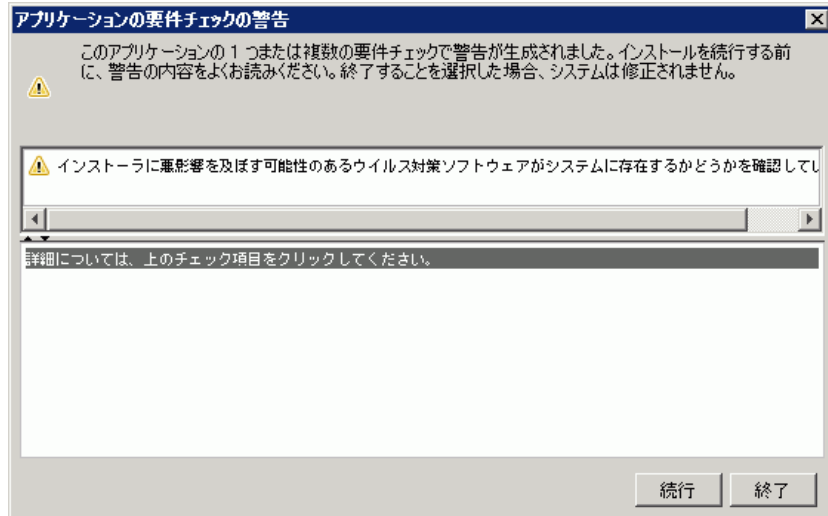 アプリケーションの要件チェックの警告
このアプリケーションの 1 つまたは複数の要件チェックで警告が生成されました。インストールを続行する前
に、警告の内容をよくお読みください。終了することを選択した場合、システムは修正されません。
インストーラに悪影響を及ぼす可能性のあるウイルス対策ソフトウェアがシステムに存在するかどうかを確認してし
詳細については、上のチェック項目をクリックしてください。
続行
終了